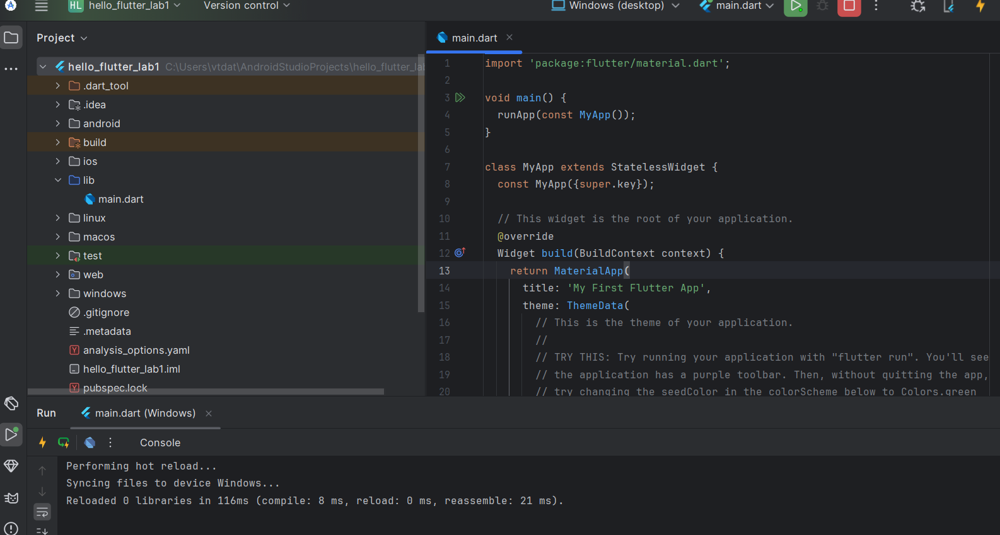 HL hello_flutter_lab1 Version control Windows (desktop) main.dart
Project
hello_flutter_lab1 C:\Users\vtdat\AndroidStudioProjects\hello_flutter_la
.dart_tool
.idea
android
build
ios
lib
main.dart
linux
macos
test
web
windows
.gitignore
.metadata
analysis_options.yaml
hello_flutter_lab1.iml
pubspec.lock
main.dart
1 import 'package:flutter/material.dart';
2
3 void main() {
4 runApp(const MyApp());
5 }
6
7 class MyApp extends StatelessWidget {
8 const MyApp({super.key});
9
10 // This widget is the root of your application.
11 @override
12 Widget build(BuildContext context) {
13 return MaterialApp(
14 title: 'My First Flutter App',
15 theme: ThemeData(
16 // This is the theme of your application.
17 //
18 // TRY THIS: Try running your application with "flutter run". You'll see
19 // the application has a purple toolbar. Then, without quitting the app,
20 // try changing the seedColor in the colorScheme below to Colors.green
Run main.dart (Windows)
Console
Performing hot reload...
Syncing files to device Windows...
Reloaded 0 libraries in 116ms (compile: 8 ms, reload: 0 ms, reassemble: 21 ms).